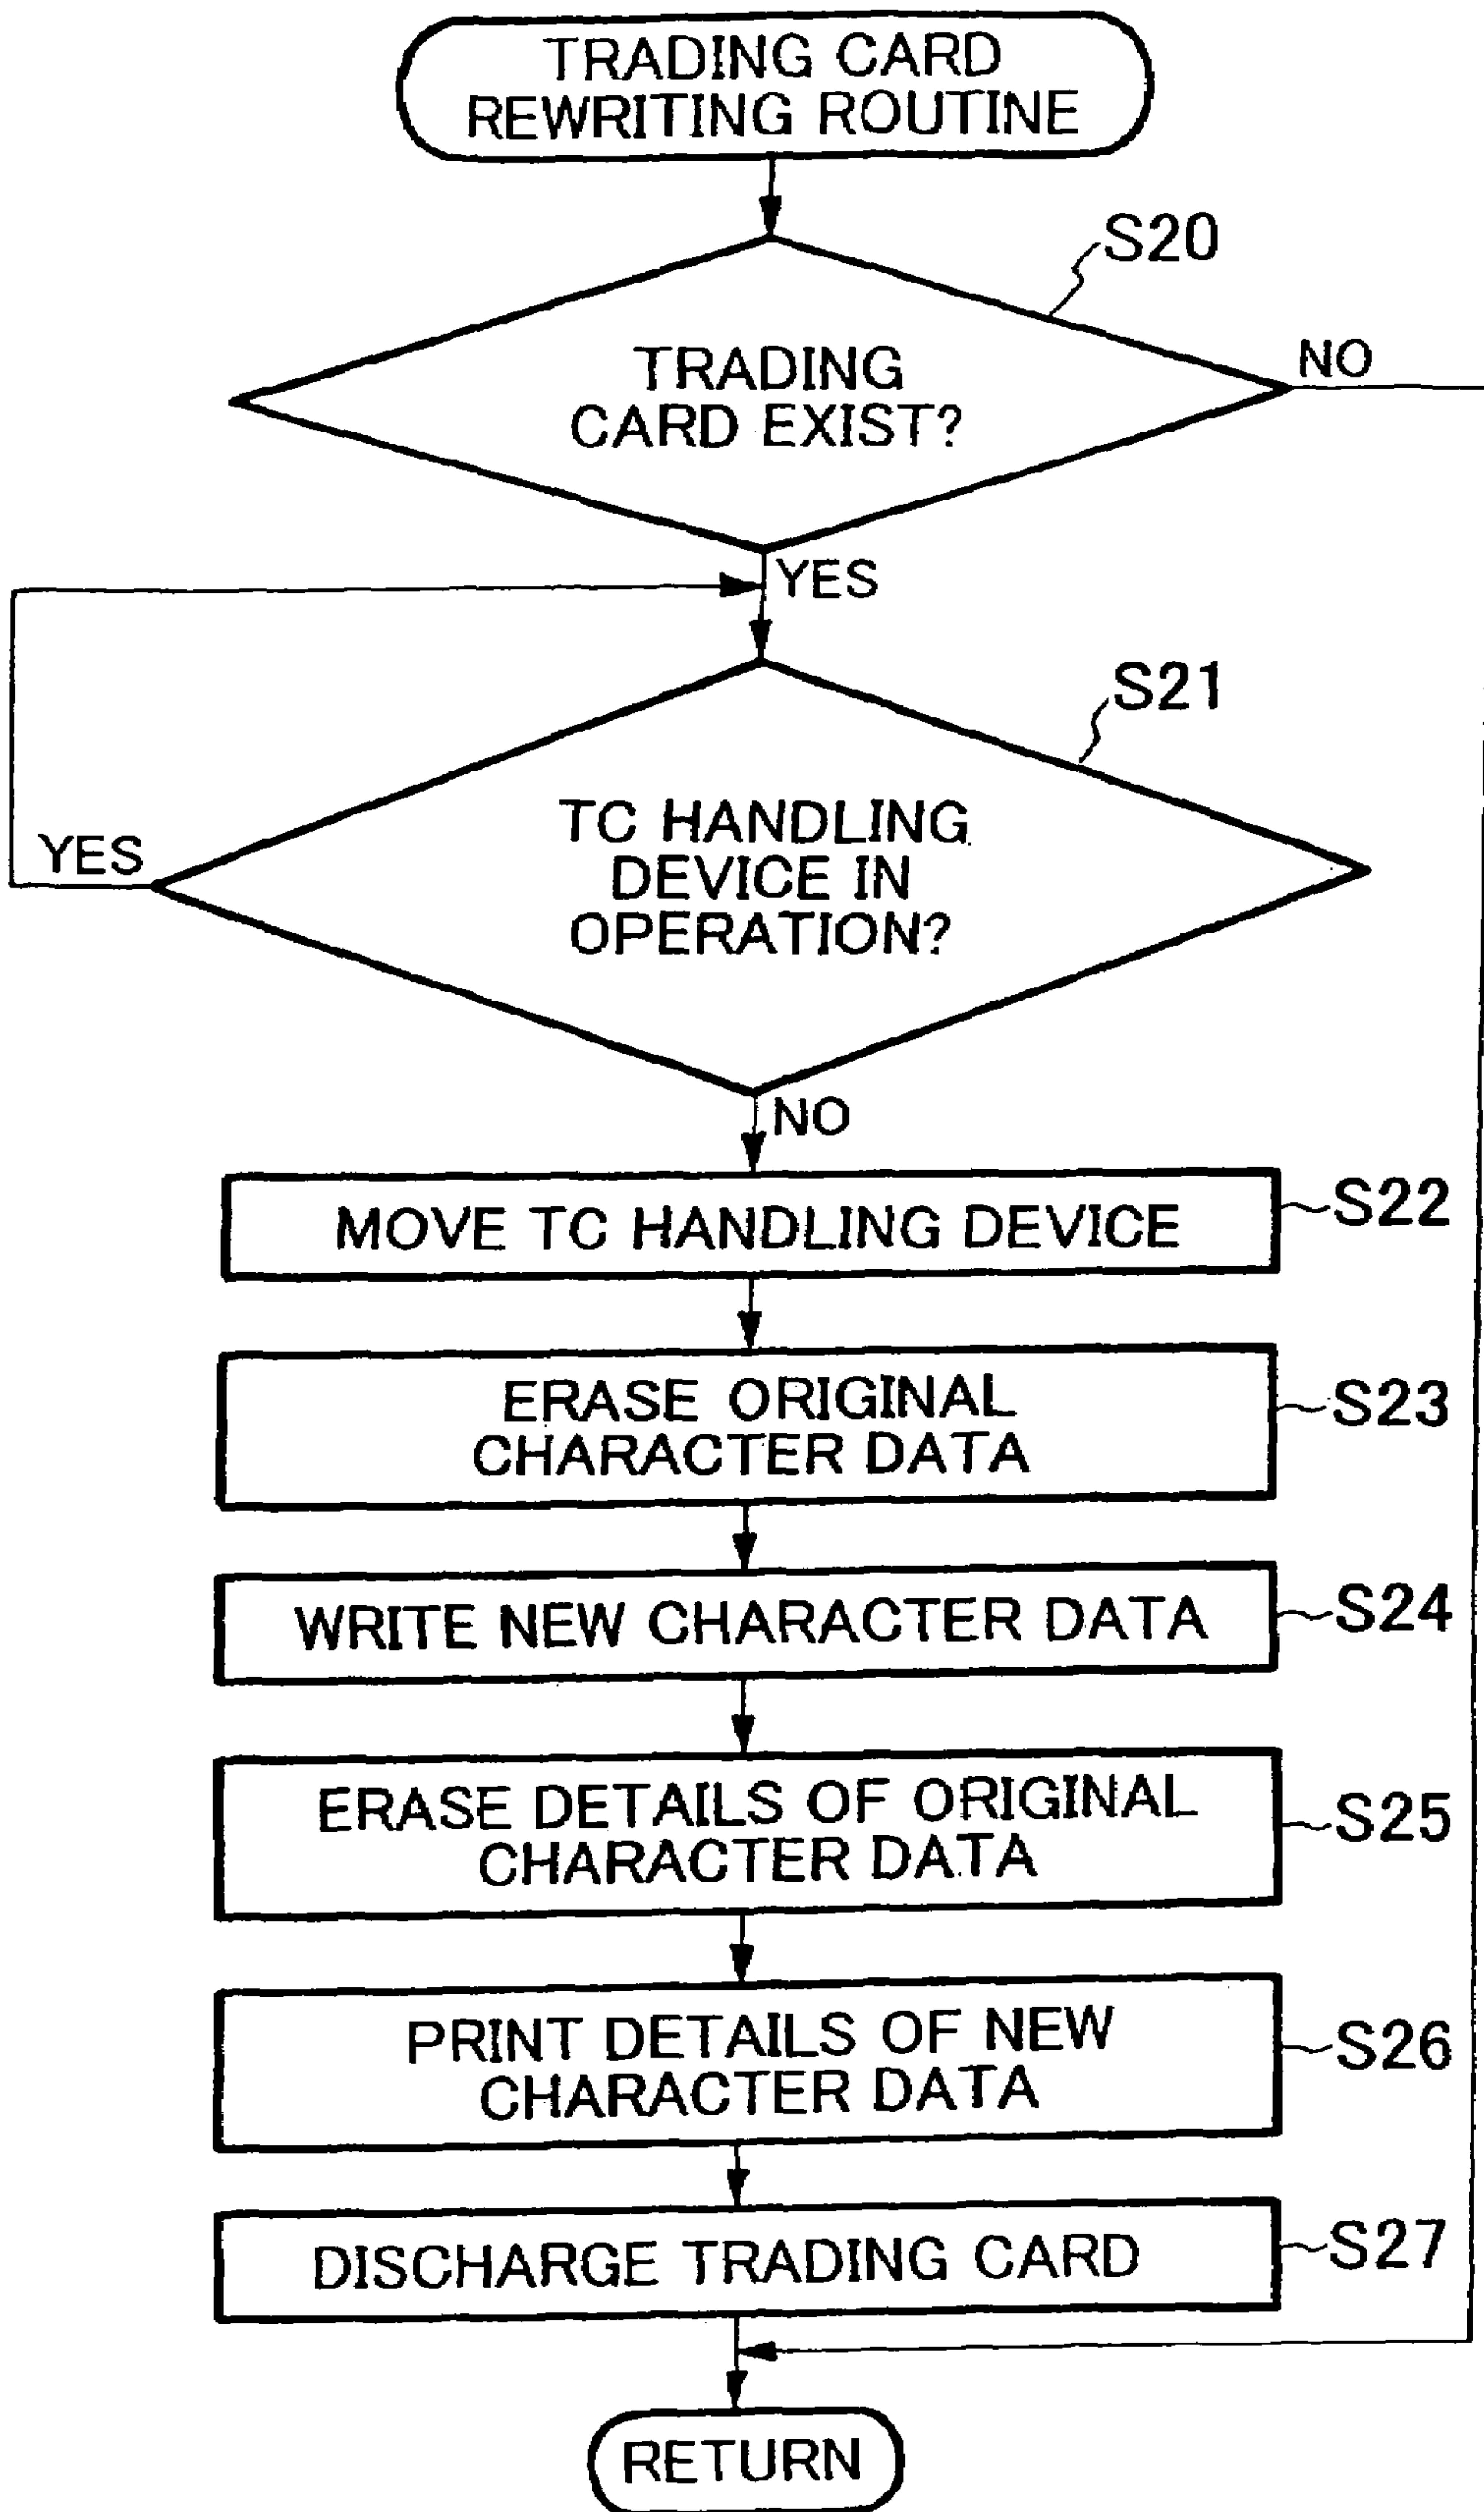 TRADING CARD
REWRITING ROUTINE
S20
TRADING
CARD EXIST?
NO
YES
S21
TC HANDLING
DEVICE IN
OPERATION?
YES
NO
MOVE TC HANDLING DEVICE
S22
ERASE ORIGINAL
CHARACTER DATA
S23
WRITE NEW CHARACTER DATA
S24
ERASE DETAILS OF ORIGINAL
CHARACTER DATA
S25
PRINT DETAILS OF NEW
CHARACTER DATA
S26
DISCHARGE TRADING CARD
S27
RETURN